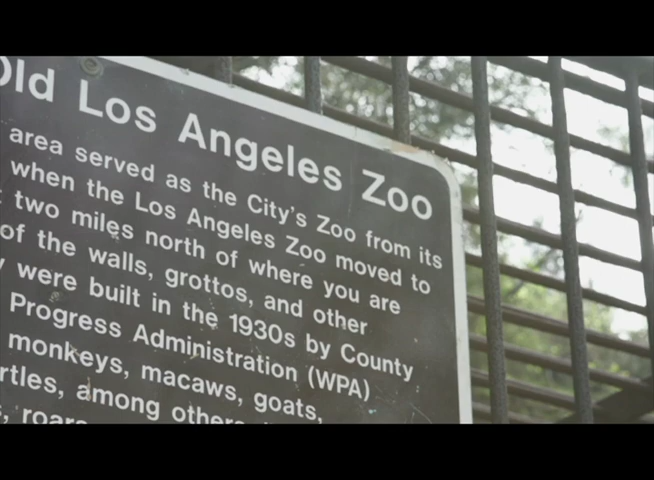 Old Los Angeles Zoo
area served as the City's Zoo from its
when the Los Angeles Zoo moved to
two miles north of where you are
of the walls, grottos, and other
were built in the 1930s by County
Progress Administration (WPA)
monkeys, macaws, goats,
rtles, among others